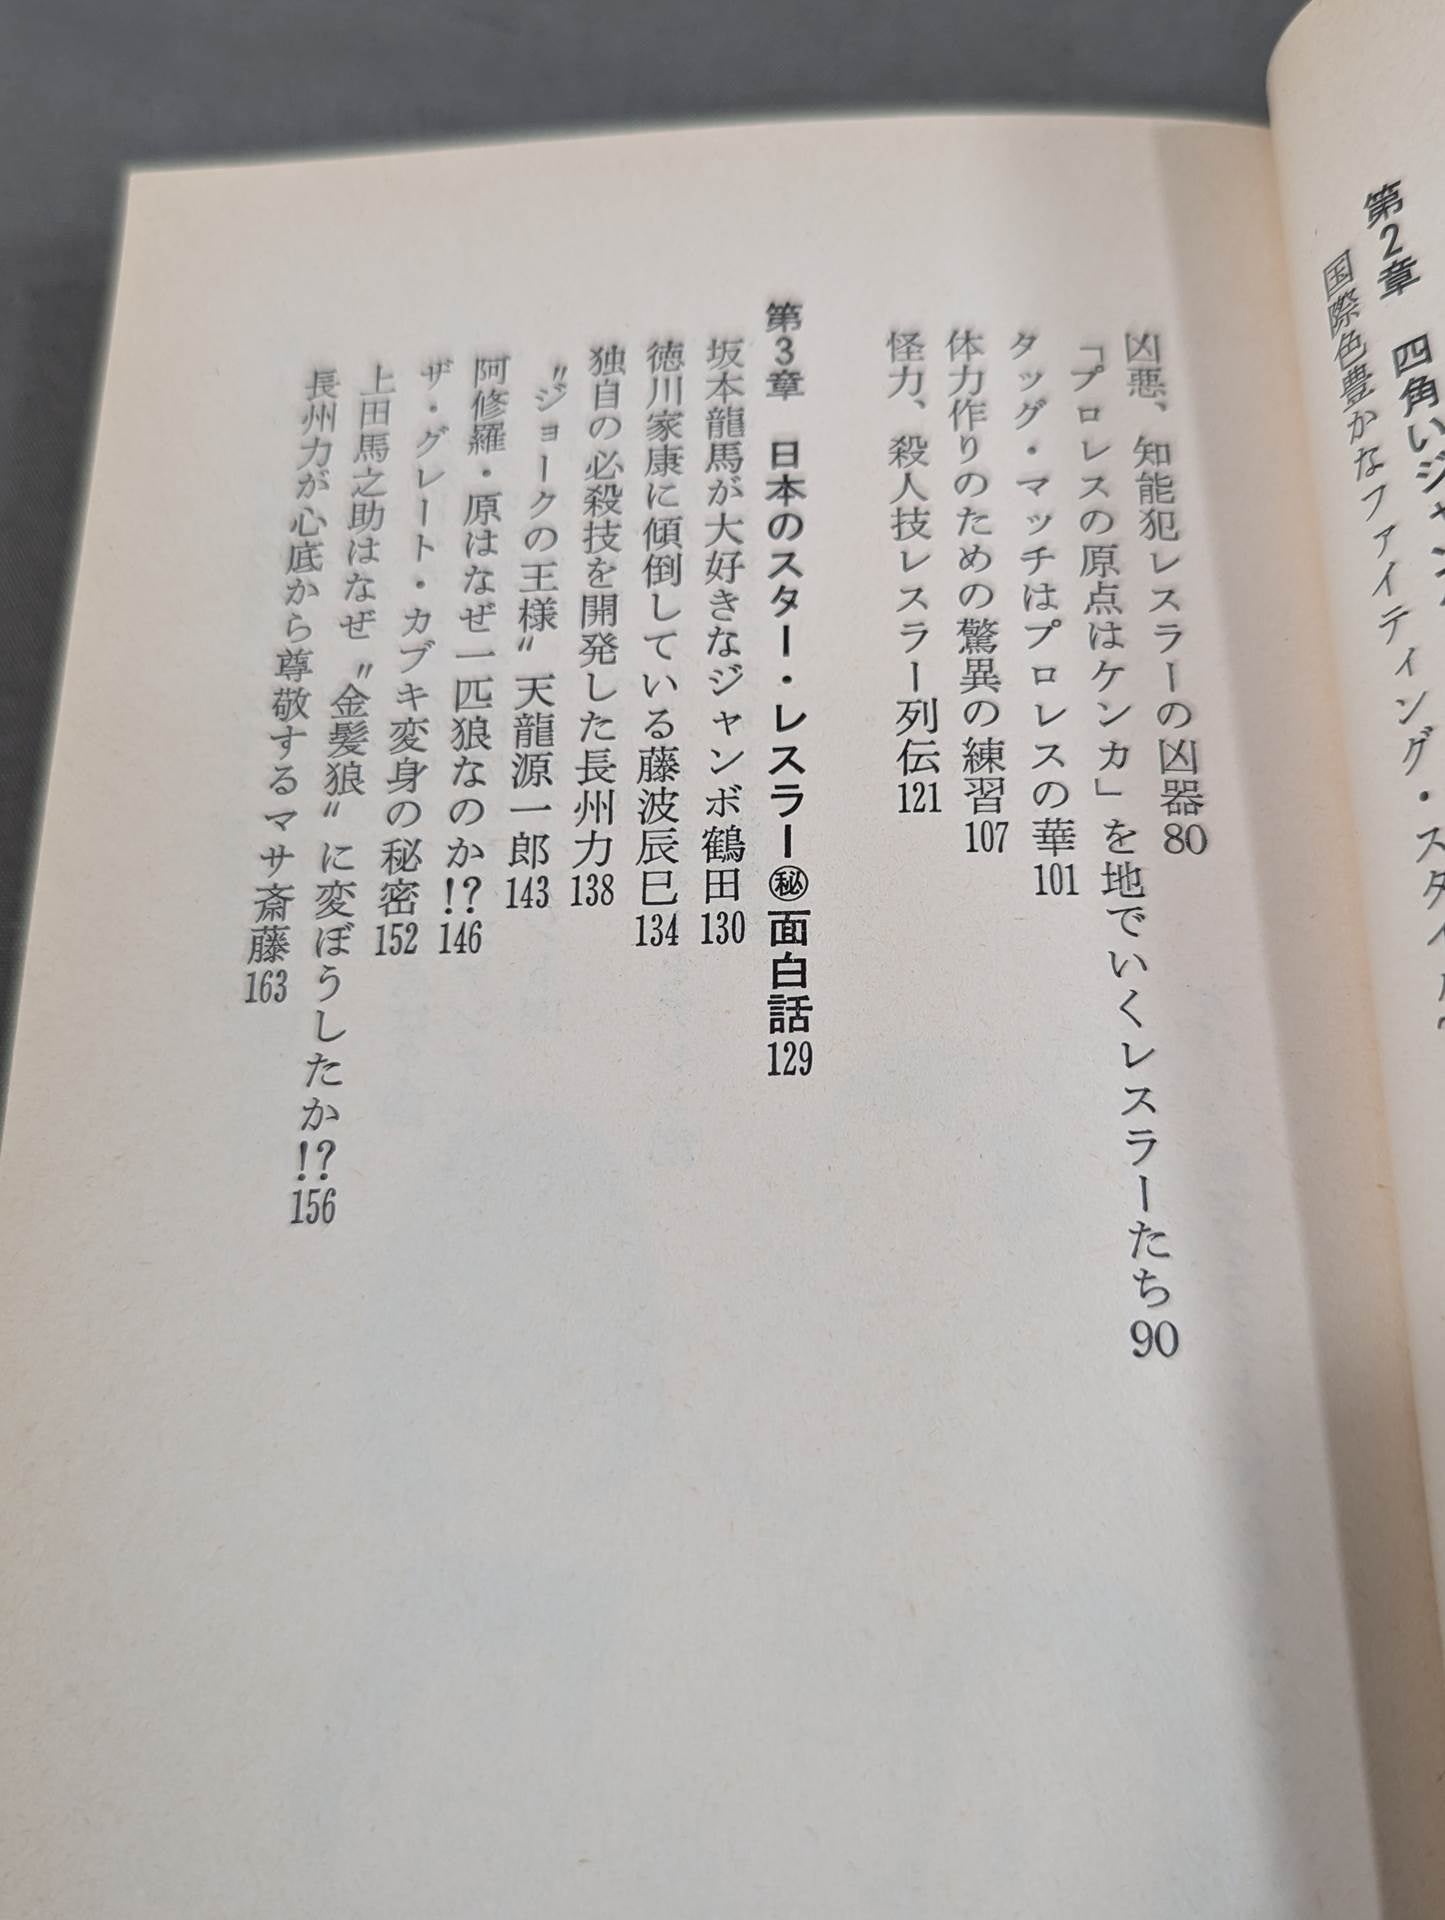 第2章 四角いジャン
国際色豊かなファイティング・スタイル
凶悪、知能犯レスラーの凶器80
「プロレスの原点はケンカ」を地でいくレスラーたち90
タッグ・マッチはプロレスの華101
体力作りのための驚異の練習107
怪力、殺人技レスラー列伝121
第3章 日本のスター・レスラー㊙面白話129
坂本龍馬が大好きなジャンボ鶴田130
徳川家康に傾倒している藤波辰巳134
独自の必殺技を開発した長州力138
〝ジョークの王様〟天龍源一郎143
阿修羅・原はなぜ一匹狼なのか!?146
ザ・グレート・カブキ変身の秘密152
上田馬之助はなぜ〝金髪狼〟に変ぼうしたか!?156
長州力が心底から尊敬するマサ斎藤163